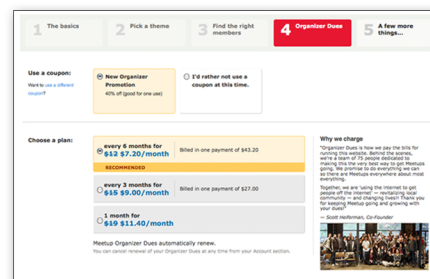 1 The basics
2 Pick a theme
3 Find the right
members
4 Organizer Dues
5 A few more
things...
Use a coupon:
Want to use a different
coupon?
New Organizer
Promotion
40% off (good for one use)
I'd rather not use a
coupon at this time.
Choose a plan:
every 6 months for
$12 $7.20/month
Billed in one payment of $43.20
RECOMMENDED
every 3 months for
$15 $9.00/month
Billed in one payment of $27.00
1 month for
$19 $11.40/month
Meetup Organizer Dues automatically renew.
You can cancel renewal of your Organizer Dues at any time from your Account section.
Why we charge
"Organizer Dues is how we pay the bills for
running this website. Behind the scenes,
we're a team of 75 people dedicated to
making this the very best way to get Meetups
going. We promise to do everything we can
so there are Meetups everywhere about most
everything.
Together, we are 'using the internet to get
people off the internet' — revitalizing local
community — and changing lives!! Thank you
for keeping Meetup going and growing with
your dues!"
— Scott Heiferman, Co-Founder